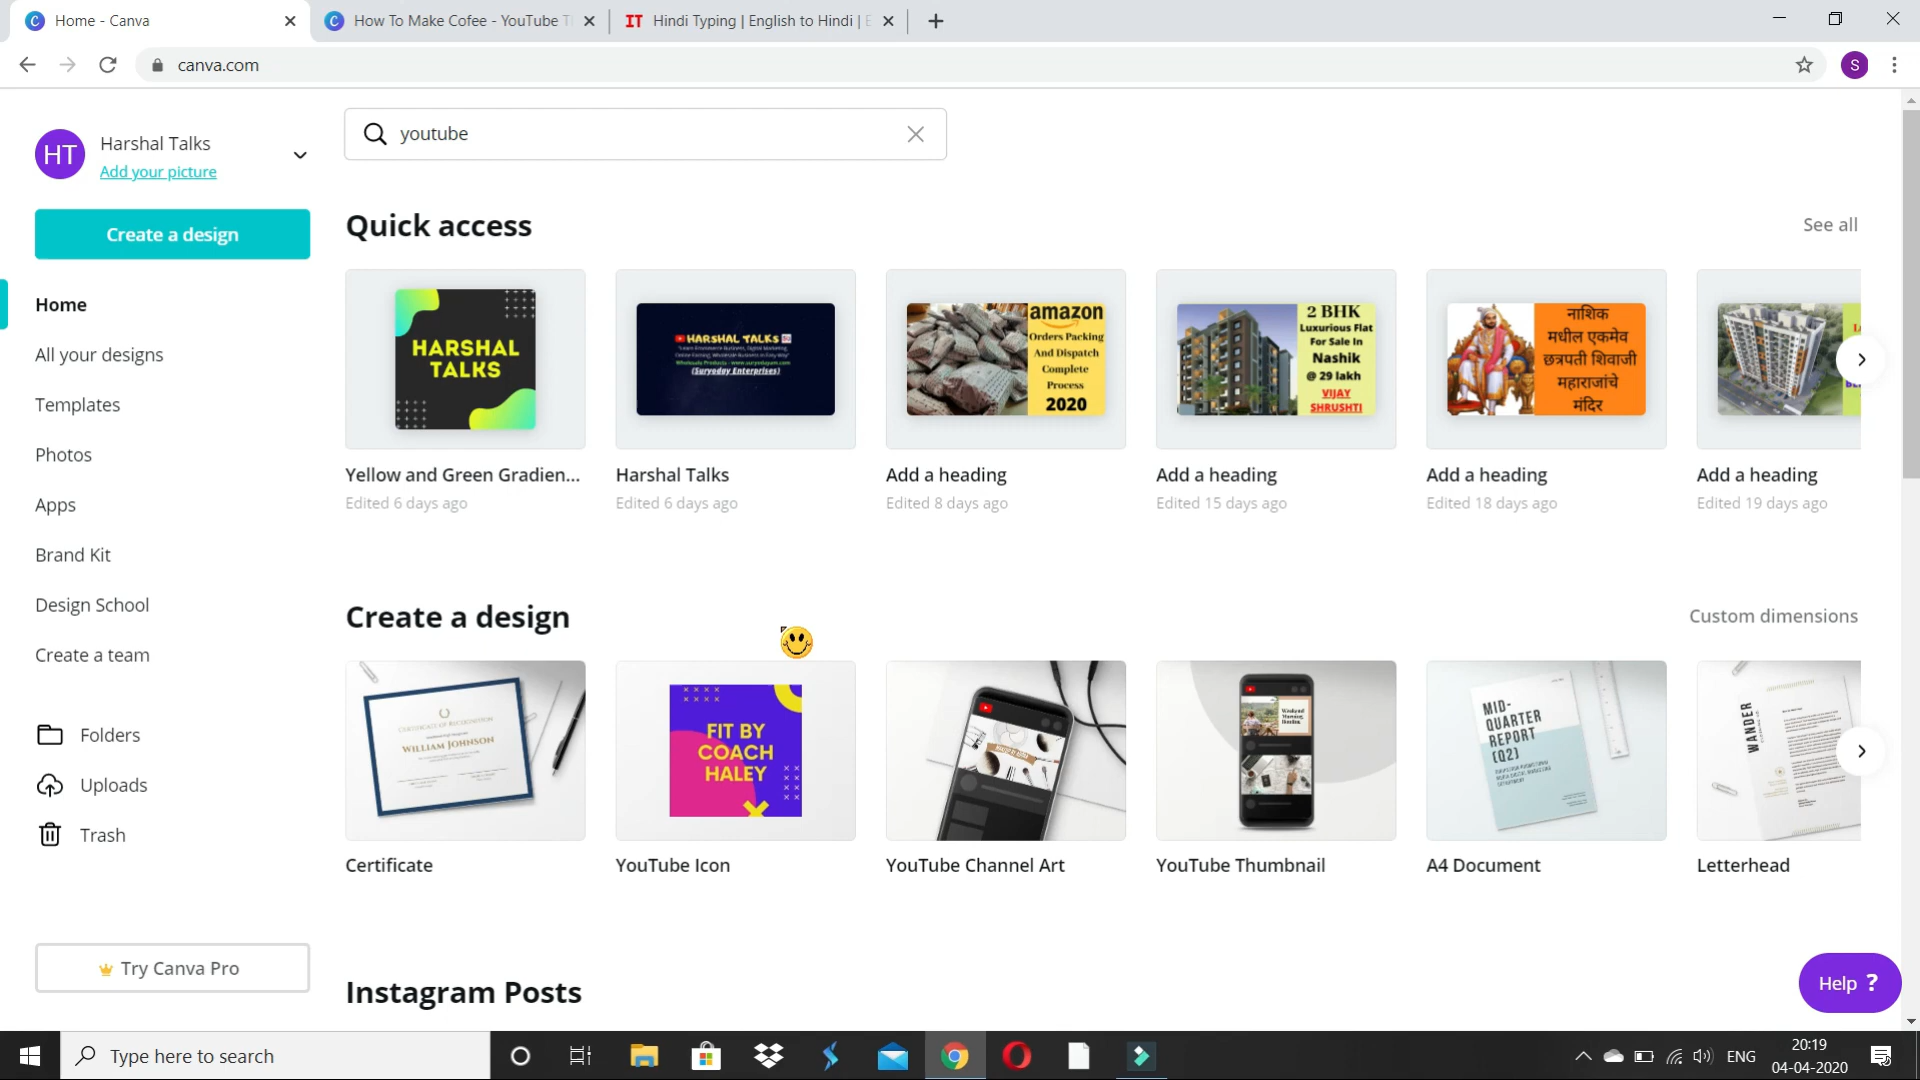 Home - Canva
How To Make Cofee - YouTube T
IT Hindi Typing | English to Hindi | E
canva.com
S
HT
Harshal Talks
Add your picture
youtube
Create a design
Home
All your designs
Templates
Photos
Apps
Brand Kit
Design School
Create a team
Folders
Uploads
Trash
Try Canva Pro
Quick access
See all
HARSHAL
TALKS
HARSHAL TALKS
(Suryoday Enterprises)
amazon
Orders Packing
And Dispatch
Complete
Process
2020
2 BHK
Luxurious Flat
For Sale In
Nashik
@ 29 lakh
VIJAY
SHRUSHTI
नाशिक
मधील एकमेव
छत्रपती शिवाजी
महाराजांचे
मंदिर
Yellow and Green Gradien...
Harshal Talks
Add a heading
Add a heading
Add a heading
Add a heading
Edited 6 days ago
Edited 6 days ago
Edited 8 days ago
Edited 15 days ago
Edited 18 days ago
Edited 19 days ago
Create a design
Custom dimensions
WILLIAM JOHNSON
FIT BY
COACH
HALEY
MID-
QUARTER
REPORT
(Q2)
WANDER
Certificate
YouTube Icon
YouTube Channel Art
YouTube Thumbnail
A4 Document
Letterhead
Instagram Posts
Help ?
Type here to search
ENG
20:19
04-04-2020